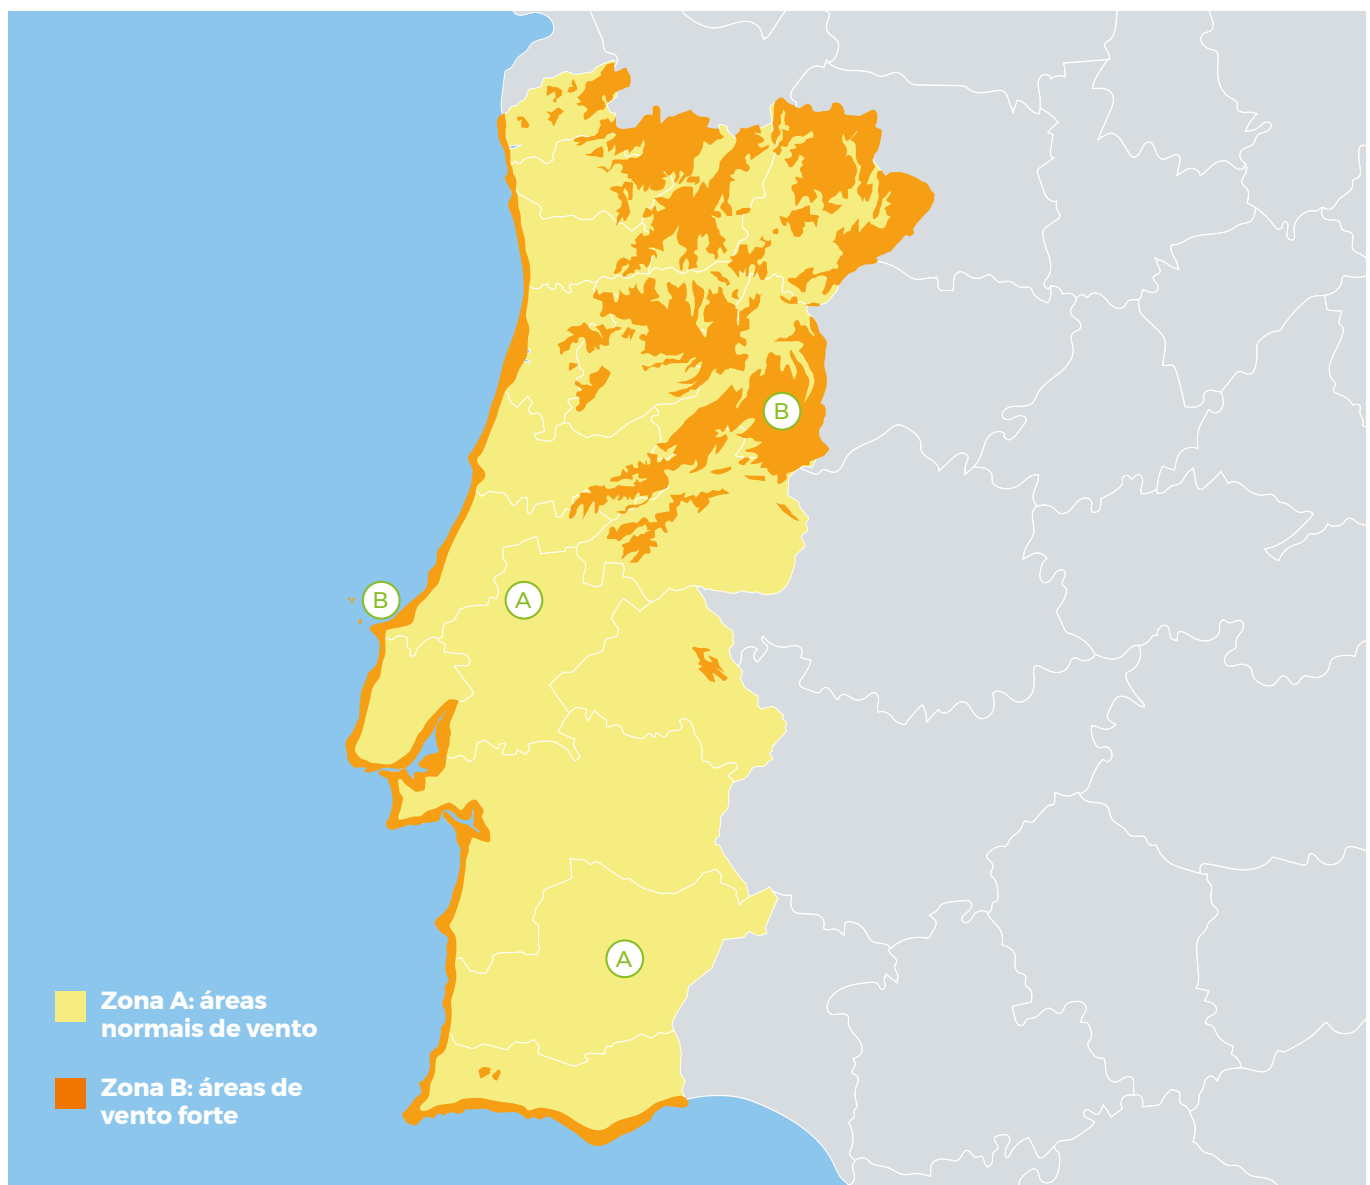 B
B
A
A
Zona A: áreas
normais de vento
Zona B: áreas de
vento forte